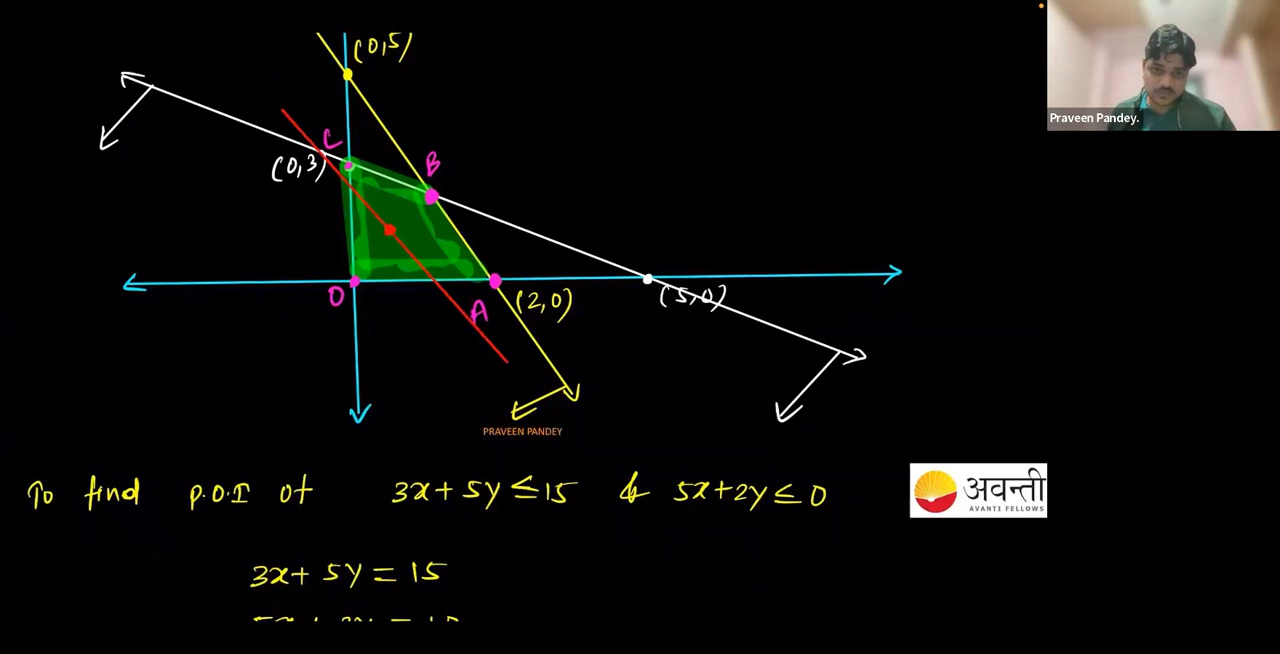 (0,5)
Praveen Pandey.
C
B
(0,3)
O
A
(2,0)
(5,0)
PRAVEEN PANDEY
To find P.O.I of 3x+5y≤15 & 5x+2y≤0
अवन्ती
AVANTI FELLOWS
3x+5y=15